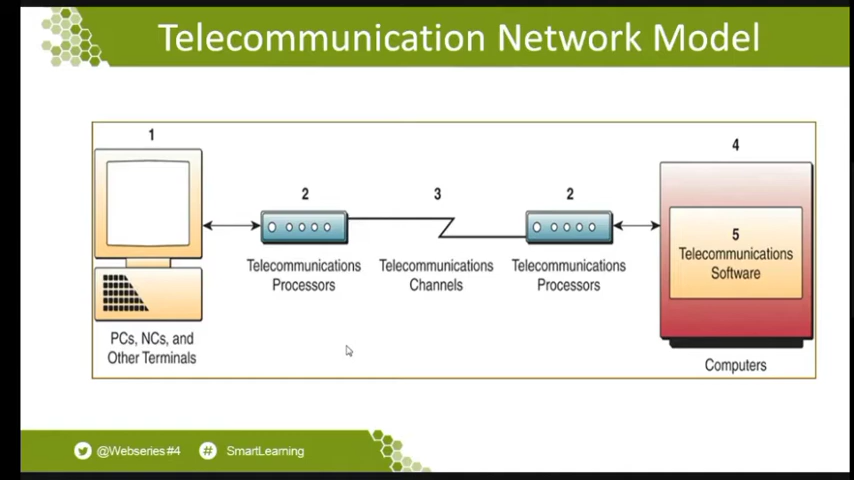 Telecommunication Network Model
1
4
2
3
2
5
Telecommunications
Software
Telecommunications
Processors
Telecommunications
Channels
Telecommunications
Processors
PCs, NCs, and
Other Terminals
Computers
@Webseries #4
#
SmartLearning